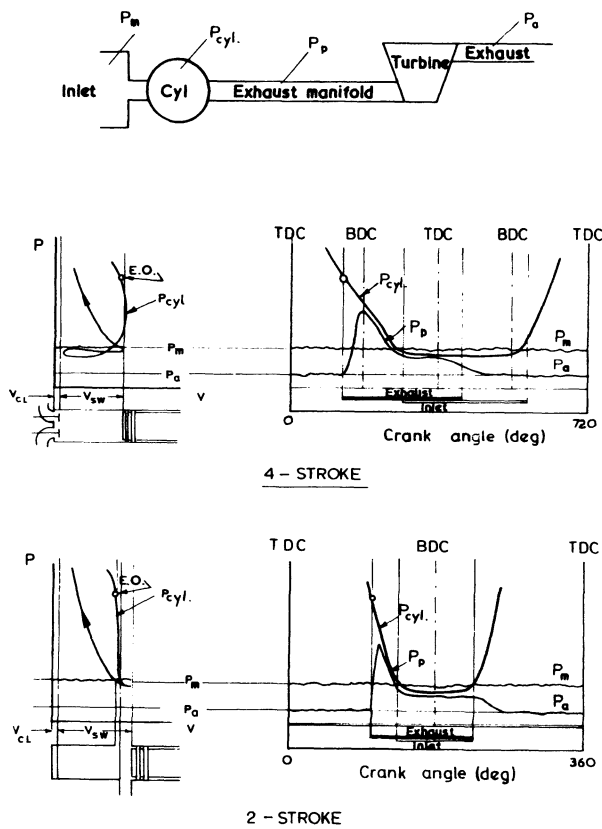 Pm
Pcyl.
Pp
Pa
Inlet
Cyl
Exhaust manifold
Turbine
Exhaust
TDC BDC TDC BDC TDC
P
E.O.
Pcyl
Pcyl.
Pp
Pm
Pm
Pa
Pa
VCL VSW V
Exhaust
Inlet
0 720
Crank angle (deg)
4 - STROKE
TDC BDC TDC
P
E.O.
Pcyl.
Pcyl.
Pp
Pm
Pm
Pa
Pa
VCL VSW V
Exhaust
Inlet
0 360
Crank angle (deg)
2 - STROKE